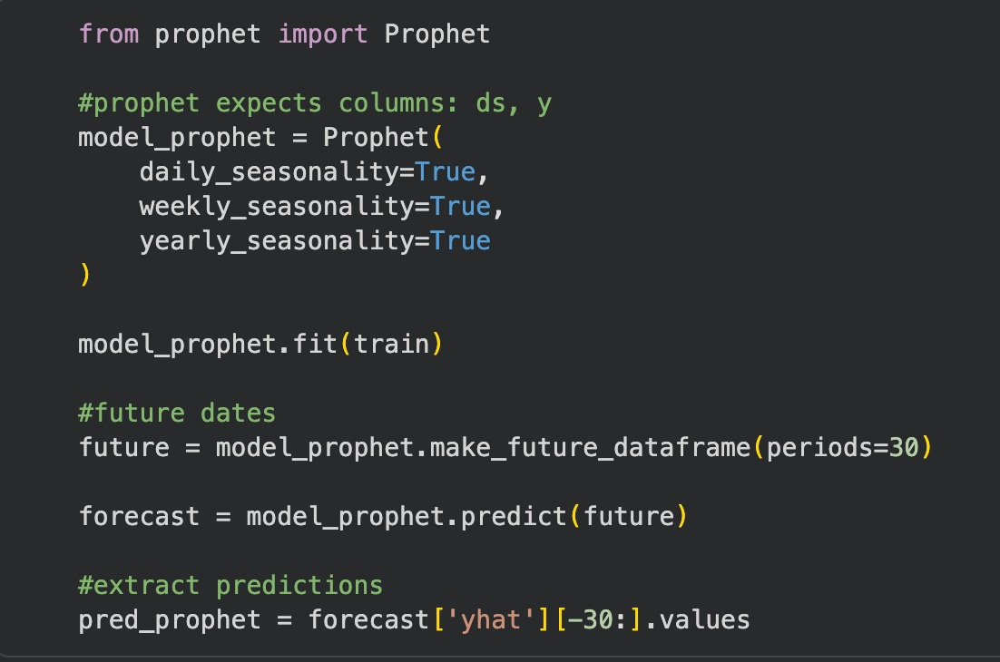 from prophet import Prophet
#prophet expects columns: ds, y
model_prophet = Prophet(
    daily_seasonality=True,
    weekly_seasonality=True,
    yearly_seasonality=True
)
model_prophet.fit(train)
#future dates
future = model_prophet.make_future_dataframe(periods=30)
forecast = model_prophet.predict(future)
#extract predictions
pred_prophet = forecast['yhat'][-30:].values